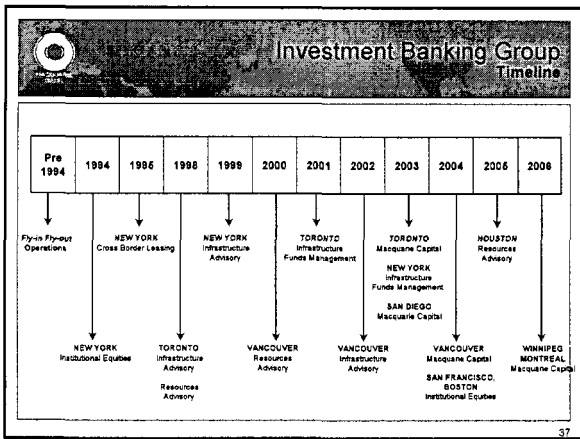 Investment Banking Group
Timeline
Pre 1994
1994
1995
1998
1999
2000
2001
2002
2003
2004
2005
2006
Fly-in Fly-out
Operations
NEW YORK
Cross Border Leasing
NEW YORK
Infrastructure
Advisory
TORONTO
Infrastructure
Funds Management
TORONTO
Macquarie Capital
NEW YORK
Infrastructure
Funds Management
SAN DIEGO
Macquarie Capital
HOUSTON
Resources
Advisory
NEW YORK
Institutional Equities
TORONTO
Infrastructure
Advisory
Resources
Advisory
VANCOUVER
Resources
Advisory
VANCOUVER
Infrastructure
Advisory
VANCOUVER
Macquarie Capital
SAN FRANCISCO,
BOSTON
Institutional Equities
WINNIPEG
MONTREAL
Macquarie Capital
37